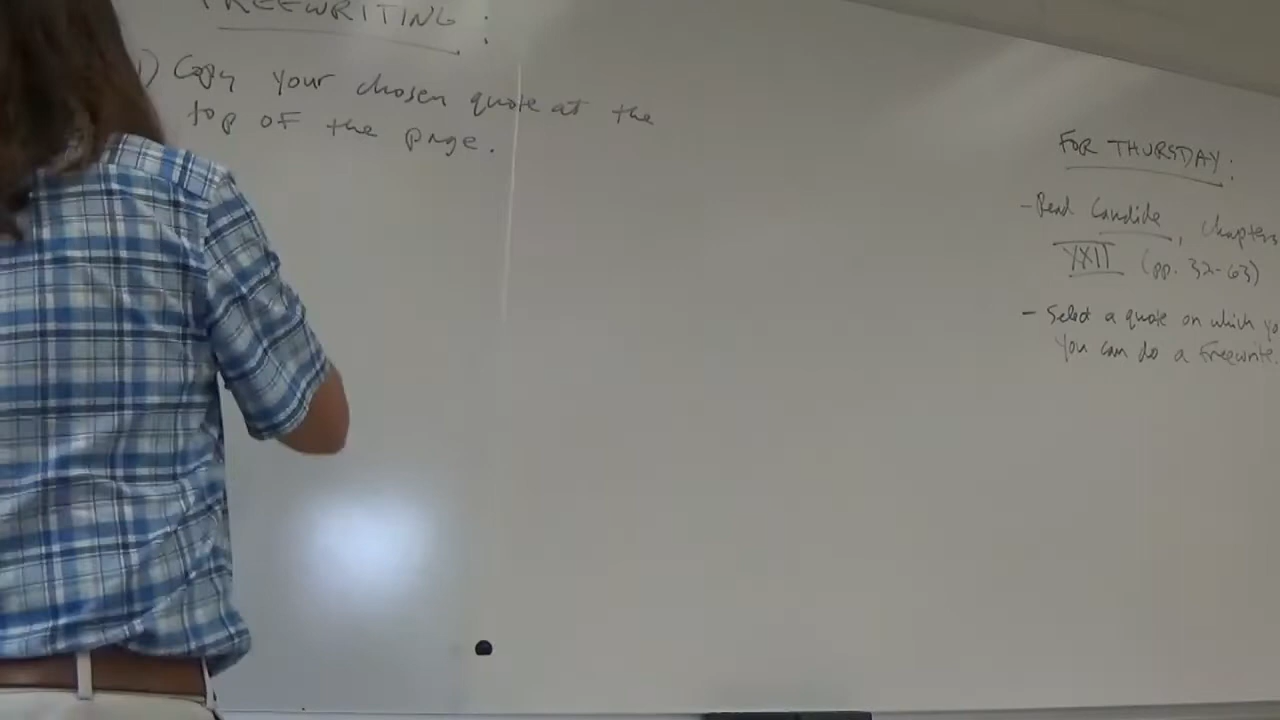 FREEWRITING:
1) Copy your chosen quote at the
top of the page.
FOR THURSDAY:
- Read Candide, chapters
XXII (pp. 32-63)
- Select a quote on which yo
you can do a freewrite.